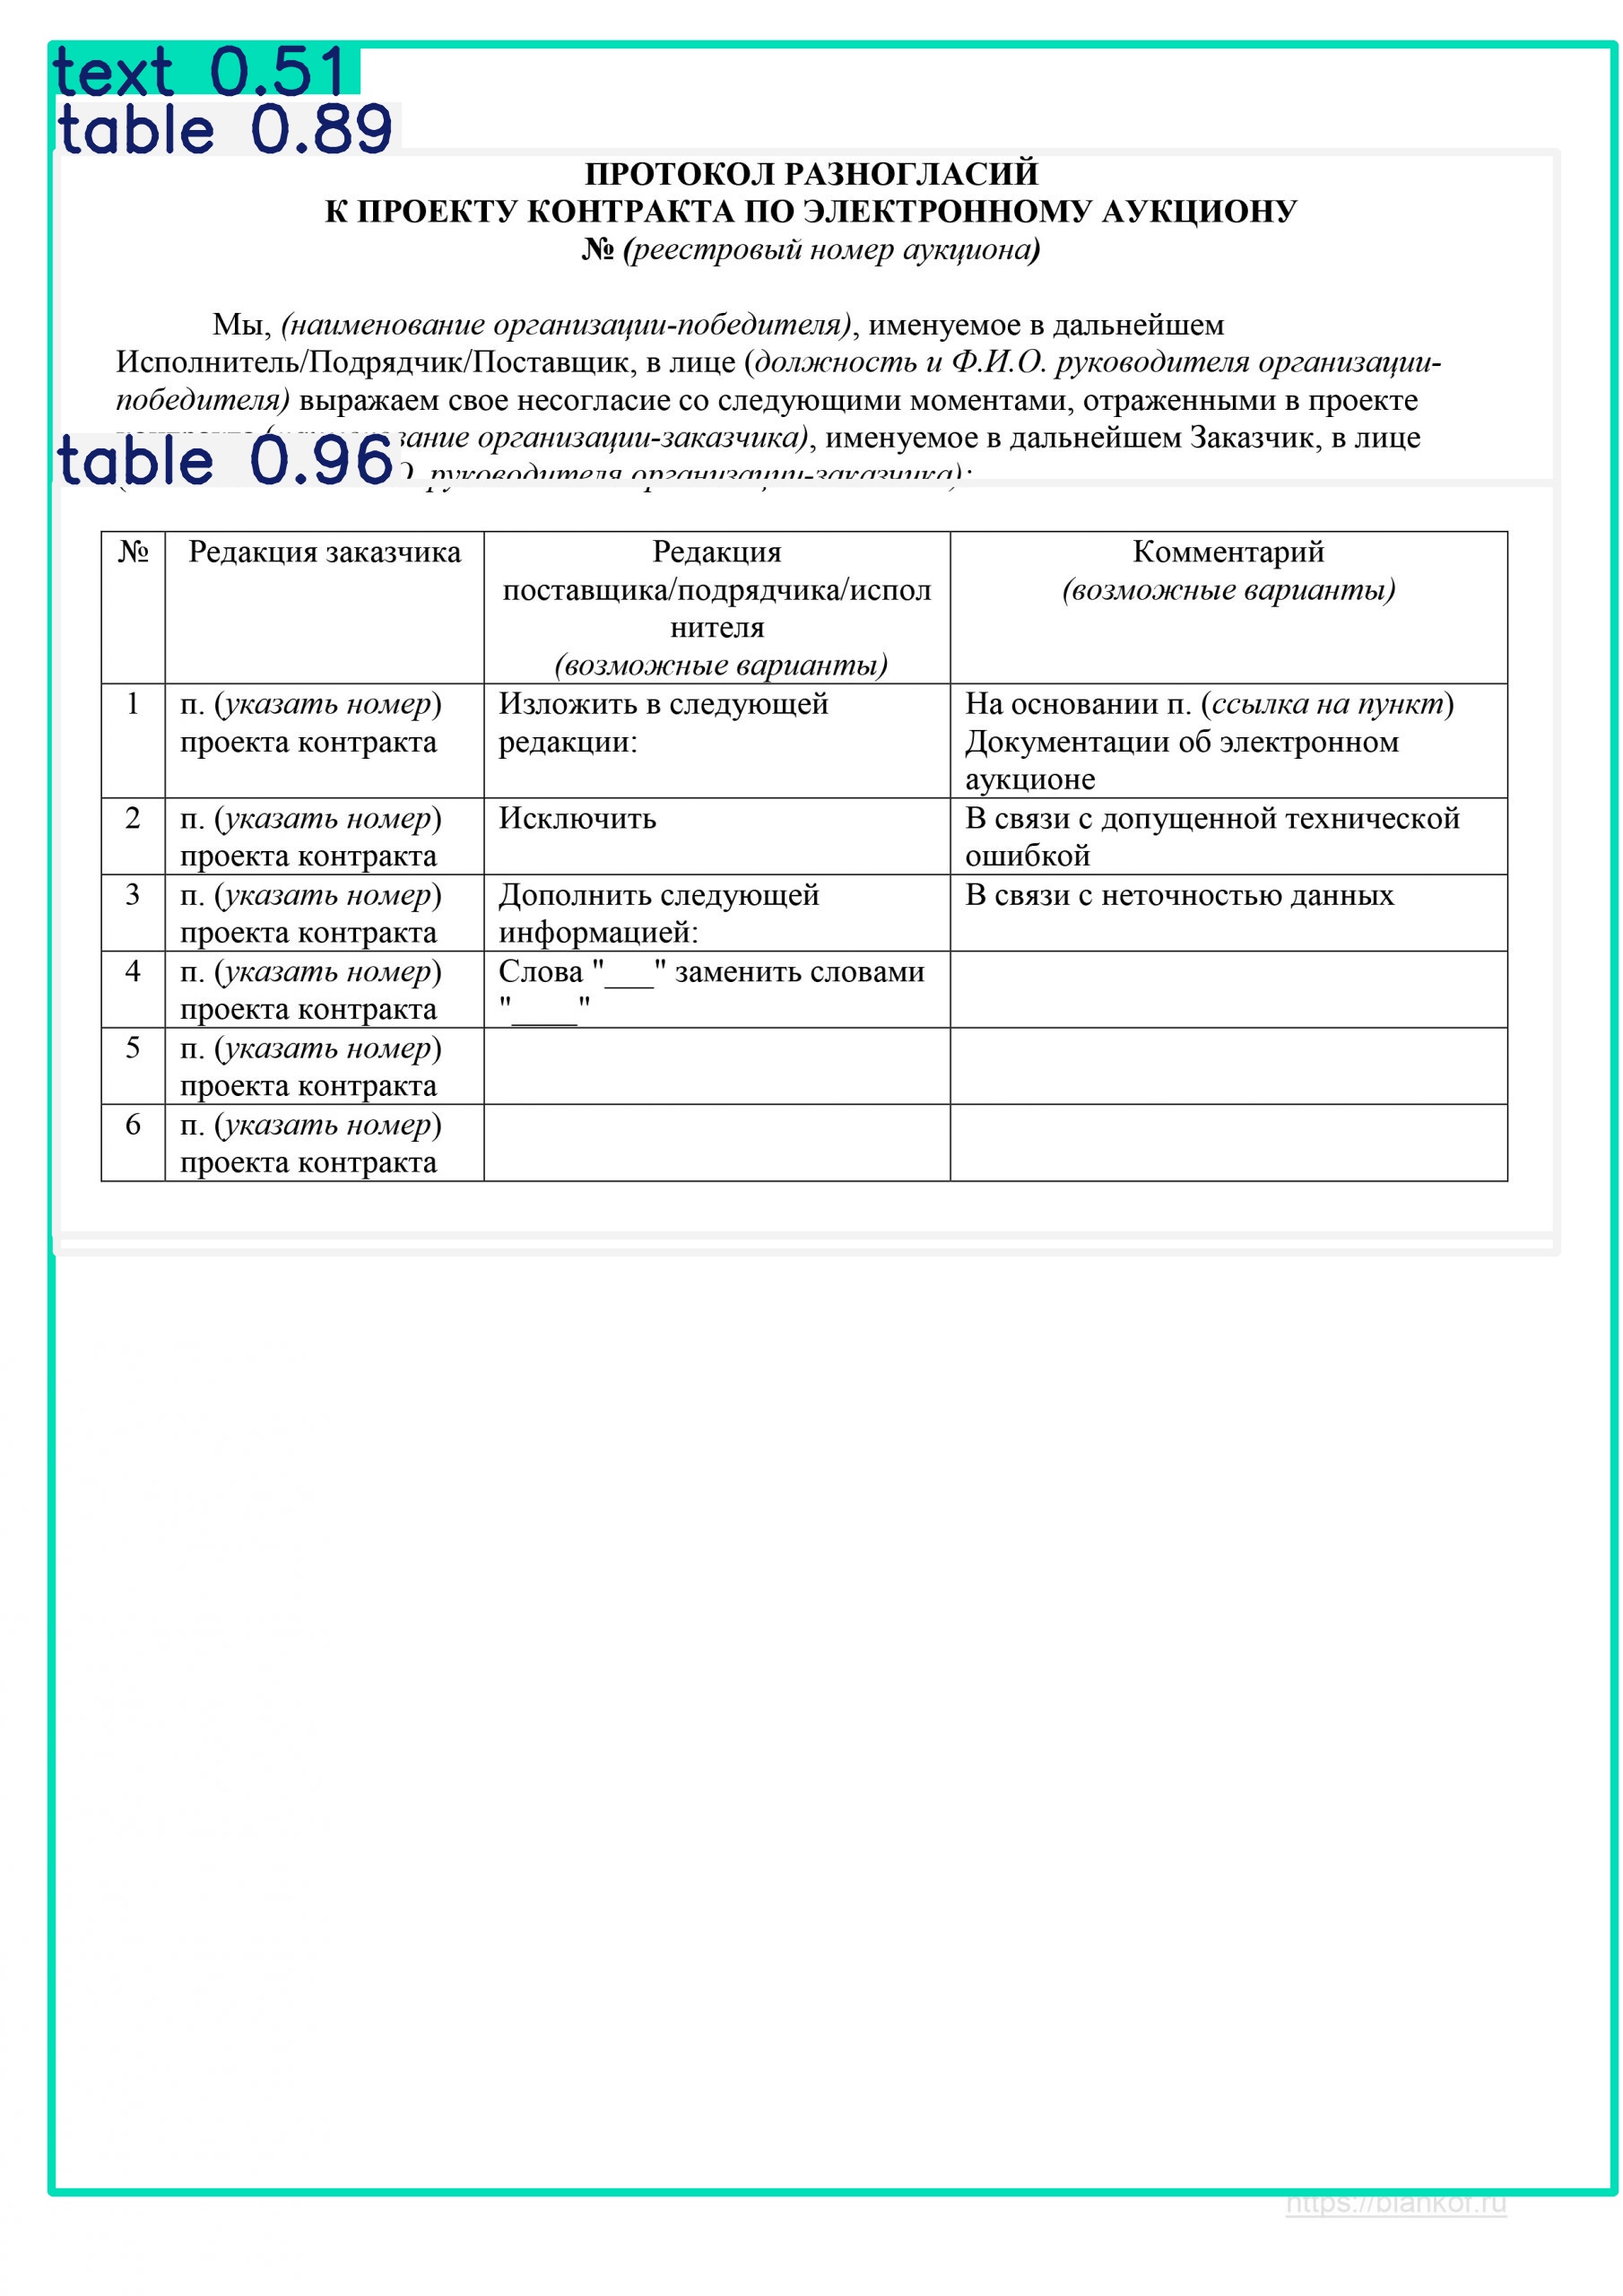 text 0.51
table 0.89
ПРОТОКОЛ РАЗНОГЛАСИЙ
К ПРОЕКТУ КОНТРАКТА ПО ЭЛЕКТРОННОМУ АУКЦИОНУ
№ (реестровый номер аукциона)
Мы, (наименование организации-победителя), именуемое в дальнейшем
Исполнитель/Подрядчик/Поставщик, в лице (должность и Ф.И.О. руководителя организации-
победителя) выражаем свое несогласие со следующими моментами, отраженными в проекте
организации-заказчика), именуемое в дальнейшем Заказчик, в лице
table 0.96
руководителя организации-заказчика):
№ Редакция заказчика Редакция Комментарий
поставщика/подрядчика/испол (возможные варианты)
нителя
(возможные варианты)
1 п. (указать номер) Изложить в следующей На основании п. (ссылка на пункт)
проекта контракта редакции: Документации об электронном
аукционе
2 п. (указать номер) Исключить В связи с допущенной технической
проекта контракта ошибкой
3 п. (указать номер) Дополнить следующей В связи с неточностью данных
проекта контракта информацией:
4 п. (указать номер) Слова "___" заменить словами
проекта контракта "____"
5 п. (указать номер)
проекта контракта
6 п. (указать номер)
проекта контракта
https://blankof.ru